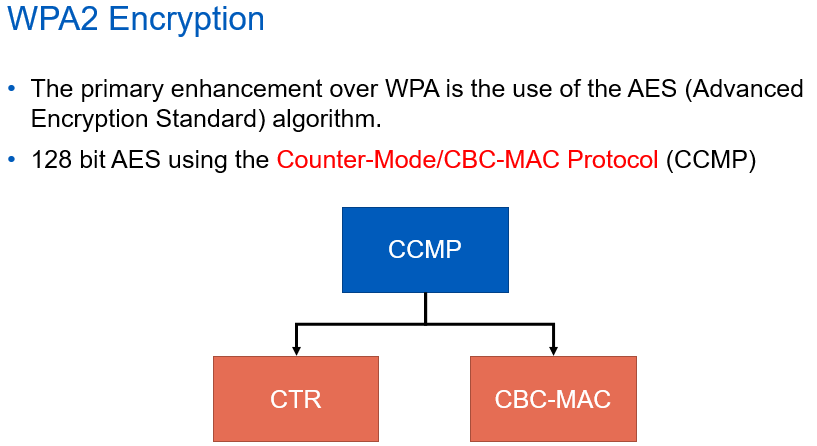 WPA2 Encryption
• The primary enhancement over WPA is the use of the AES (Advanced
Encryption Standard) algorithm.
• 128 bit AES using the Counter-Mode/CBC-MAC Protocol (CCMP)
CCMP
CTR
CBC-MAC